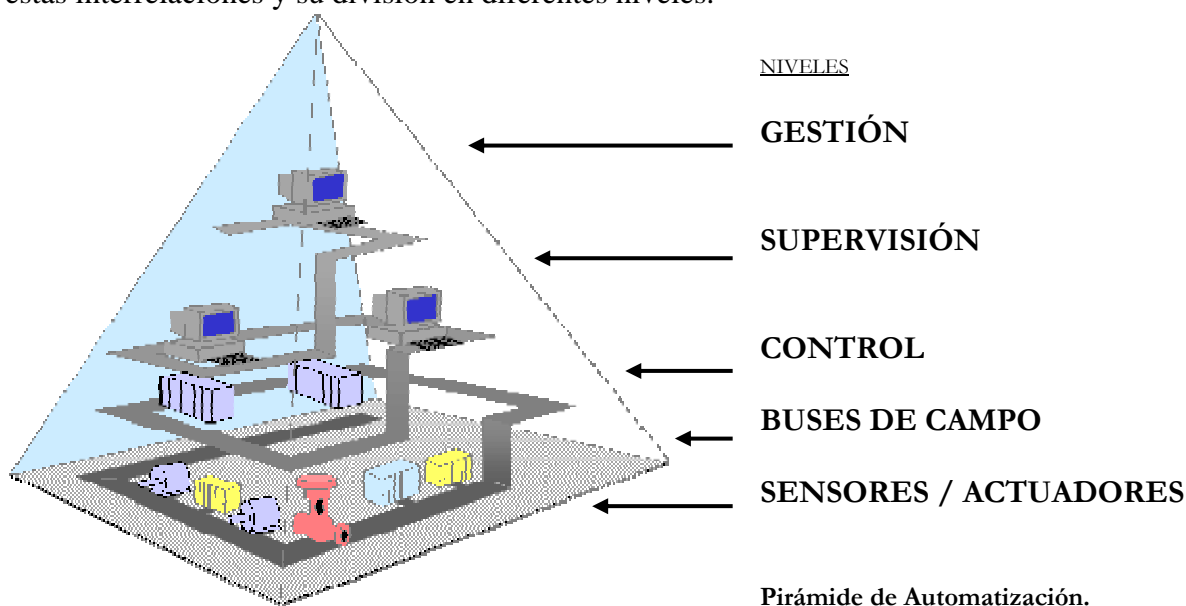 estas interrelaciones y su división en diferentes niveles.
NIVELES
GESTIÓN
SUPERVISIÓN
CONTROL
BUSES DE CAMPO
SENSORES / ACTUADORES
Pirámide de Automatización.